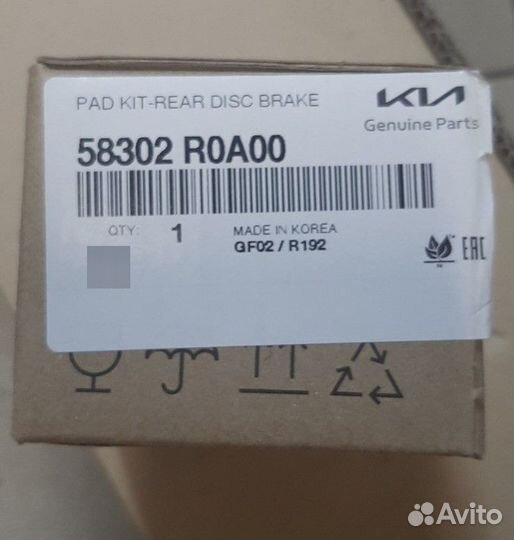 PAD KIT-REAR DISC BRAKE
KIA
Genuine Parts
58302 R0A00
QTY: 1 MADE IN KOREA
GF02 / R192
EAC
Avito